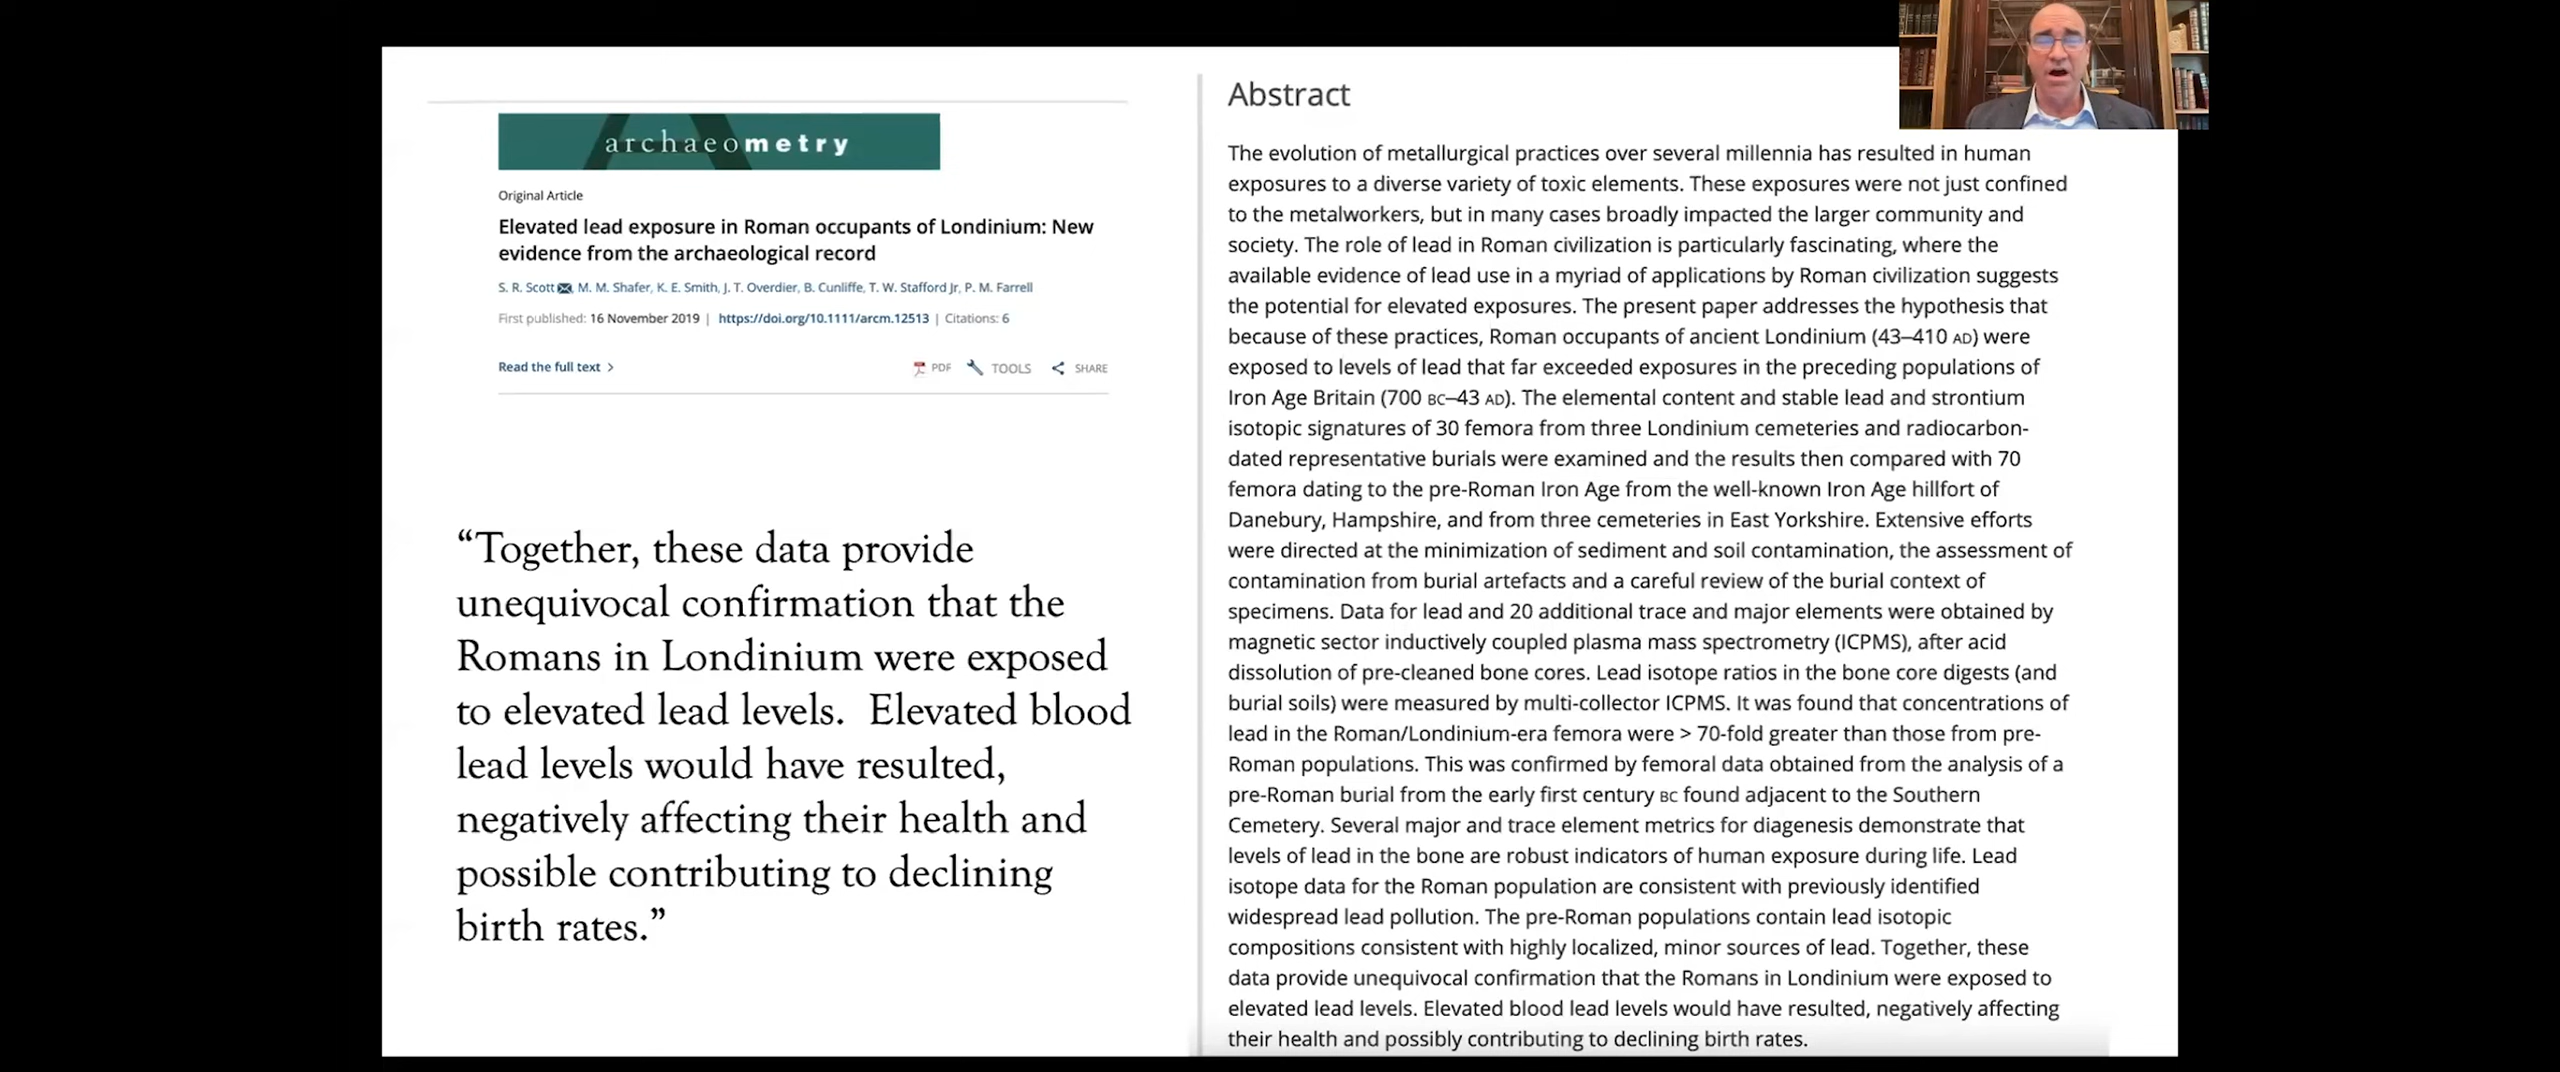 archaeometry
Original Article
Elevated lead exposure in Roman occupants of Londinium: New
evidence from the archaeological record
S. R. Scott, M. M. Shafer, K. E. Smith, J. T. Overdier, B. Cunliffe, T. W. Stafford Jr, P. M. Farrell
First published: 16 November 2019 | https://doi.org/10.1111/arcm.12513 | Citations: 6
Read the full text > PDF TOOLS SHARE
“Together, these data provide
unequivocal confirmation that the
Romans in Londinium were exposed
to elevated lead levels.  Elevated blood
lead levels would have resulted,
negatively affecting their health and
possible contributing to declining
birth rates.”
Abstract
The evolution of metallurgical practices over several millennia has resulted in human
exposures to a diverse variety of toxic elements. These exposures were not just confined
to the metalworkers, but in many cases broadly impacted the larger community and
society. The role of lead in Roman civilization is particularly fascinating, where the
available evidence of lead use in a myriad of applications by Roman civilization suggests
the potential for elevated exposures. The present paper addresses the hypothesis that
because of these practices, Roman occupants of ancient Londinium (43–410 AD) were
exposed to levels of lead that far exceeded exposures in the preceding populations of
Iron Age Britain (700 BC–43 AD). The elemental content and stable lead and strontium
isotopic signatures of 30 femora from three Londinium cemeteries and radiocarbon-
dated representative burials were examined and the results then compared with 70
femora dating to the pre-Roman Iron Age from the well-known Iron Age hillfort of
Danebury, Hampshire, and from three cemeteries in East Yorkshire. Extensive efforts
were directed at the minimization of sediment and soil contamination, the assessment of
contamination from burial artefacts and a careful review of the burial context of
specimens. Data for lead and 20 additional trace and major elements were obtained by
magnetic sector inductively coupled plasma mass spectrometry (ICPMS), after acid
dissolution of pre-cleaned bone cores. Lead isotope ratios in the bone core digests (and
burial soils) were measured by multi-collector ICPMS. It was found that concentrations of
lead in the Roman/Londinium-era femora were > 70-fold greater than those from pre-
Roman populations. This was confirmed by femoral data obtained from the analysis of a
pre-Roman burial from the early first century BC found adjacent to the Southern
Cemetery. Several major and trace element metrics for diagenesis demonstrate that
levels of lead in the bone are robust indicators of human exposure during life. Lead
isotope data for the Roman population are consistent with previously identified
widespread lead pollution. The pre-Roman populations contain lead isotopic
compositions consistent with highly localized, minor sources of lead. Together, these
data provide unequivocal confirmation that the Romans in Londinium were exposed to
elevated lead levels. Elevated blood lead levels would have resulted, negatively affecting
their health and possibly contributing to declining birth rates.